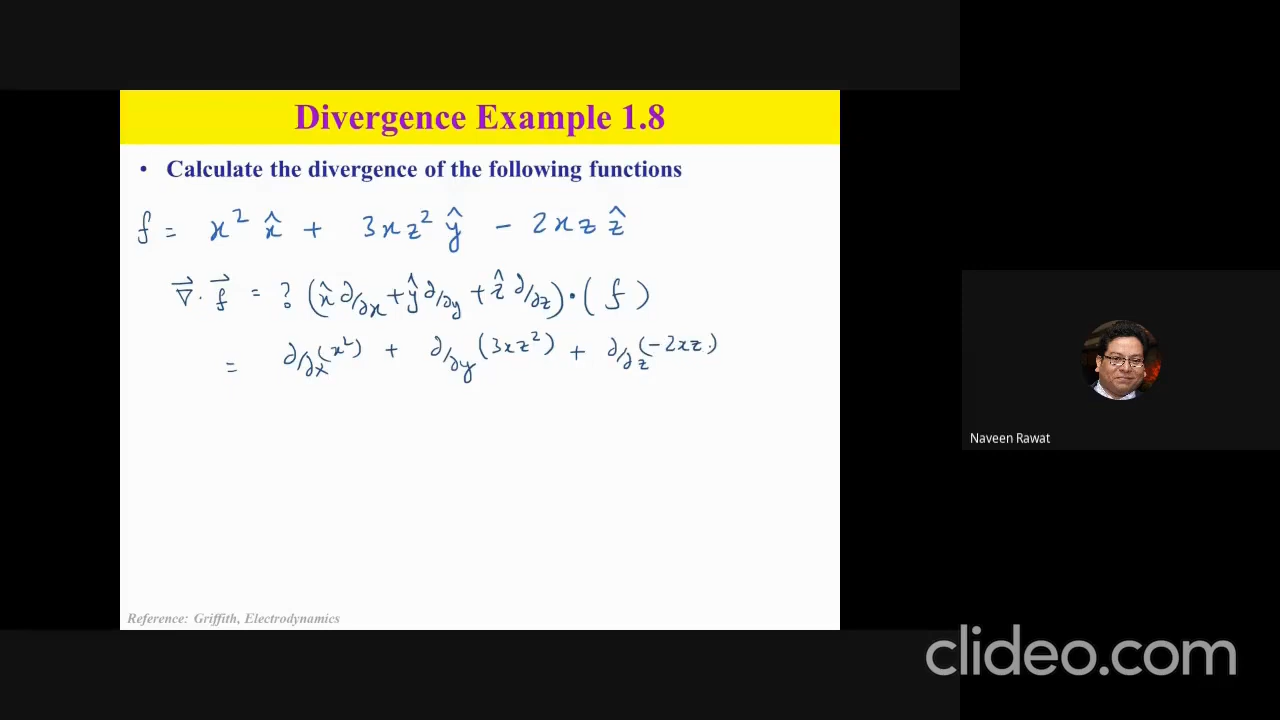 Divergence Example 1.8
• Calculate the divergence of the following functions
f = x² x̂ + 3xz² ŷ - 2xz ẑ
∇⃗ . f⃗ = ? (x̂ ∂/∂x + ŷ ∂/∂y + ẑ ∂/∂z) • ( f )
= ∂/∂x (x²) + ∂/∂y (3xz²) + ∂/∂z (-2xz)
Naveen Rawat
Reference: Griffith, Electrodynamics
clideo.com